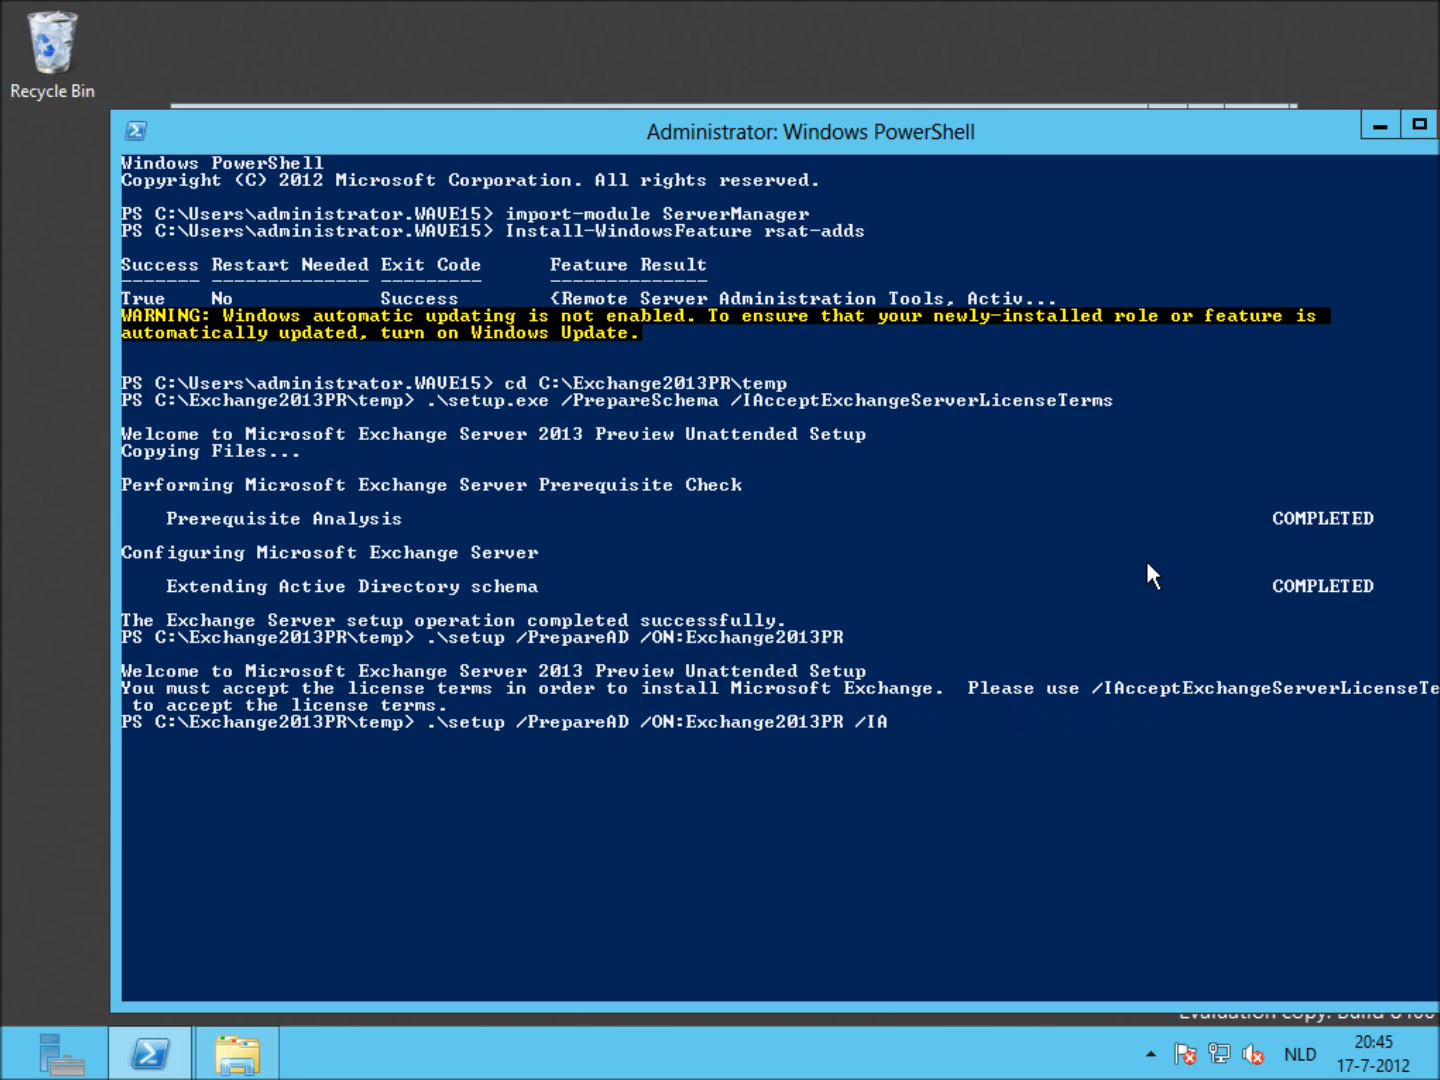 Recycle Bin
Administrator: Windows PowerShell
Windows PowerShell
Copyright (C) 2012 Microsoft Corporation. All rights reserved.
PS C:\Users\administrator.WAVE15> import-module ServerManager
PS C:\Users\administrator.WAVE15> Install-WindowsFeature rsat-adds
Success Restart Needed Exit Code Feature Result
------- -------------- --------- --------------
True No Success {Remote Server Administration Tools, Activ...
WARNING: Windows automatic updating is not enabled. To ensure that your newly-installed role or feature is
automatically updated, turn on Windows Update.
PS C:\Users\administrator.WAVE15> cd C:\Exchange2013PR\temp
PS C:\Exchange2013PR\temp> .\setup.exe /PrepareSchema /IAcceptExchangeServerLicenseTerms
Welcome to Microsoft Exchange Server 2013 Preview Unattended Setup
Copying Files...
Performing Microsoft Exchange Server Prerequisite Check
Prerequisite Analysis COMPLETED
Configuring Microsoft Exchange Server
Extending Active Directory schema COMPLETED
The Exchange Server setup operation completed successfully.
PS C:\Exchange2013PR\temp> .\setup /PrepareAD /ON:Exchange2013PR
Welcome to Microsoft Exchange Server 2013 Preview Unattended Setup
You must accept the license terms in order to install Microsoft Exchange.  Please use /IAcceptExchangeServerLicenseTe
to accept the license terms.
PS C:\Exchange2013PR\temp> .\setup /PrepareAD /ON:Exchange2013PR /IA
Evaluation copy. Build
NLD
20:45
17-7-2012